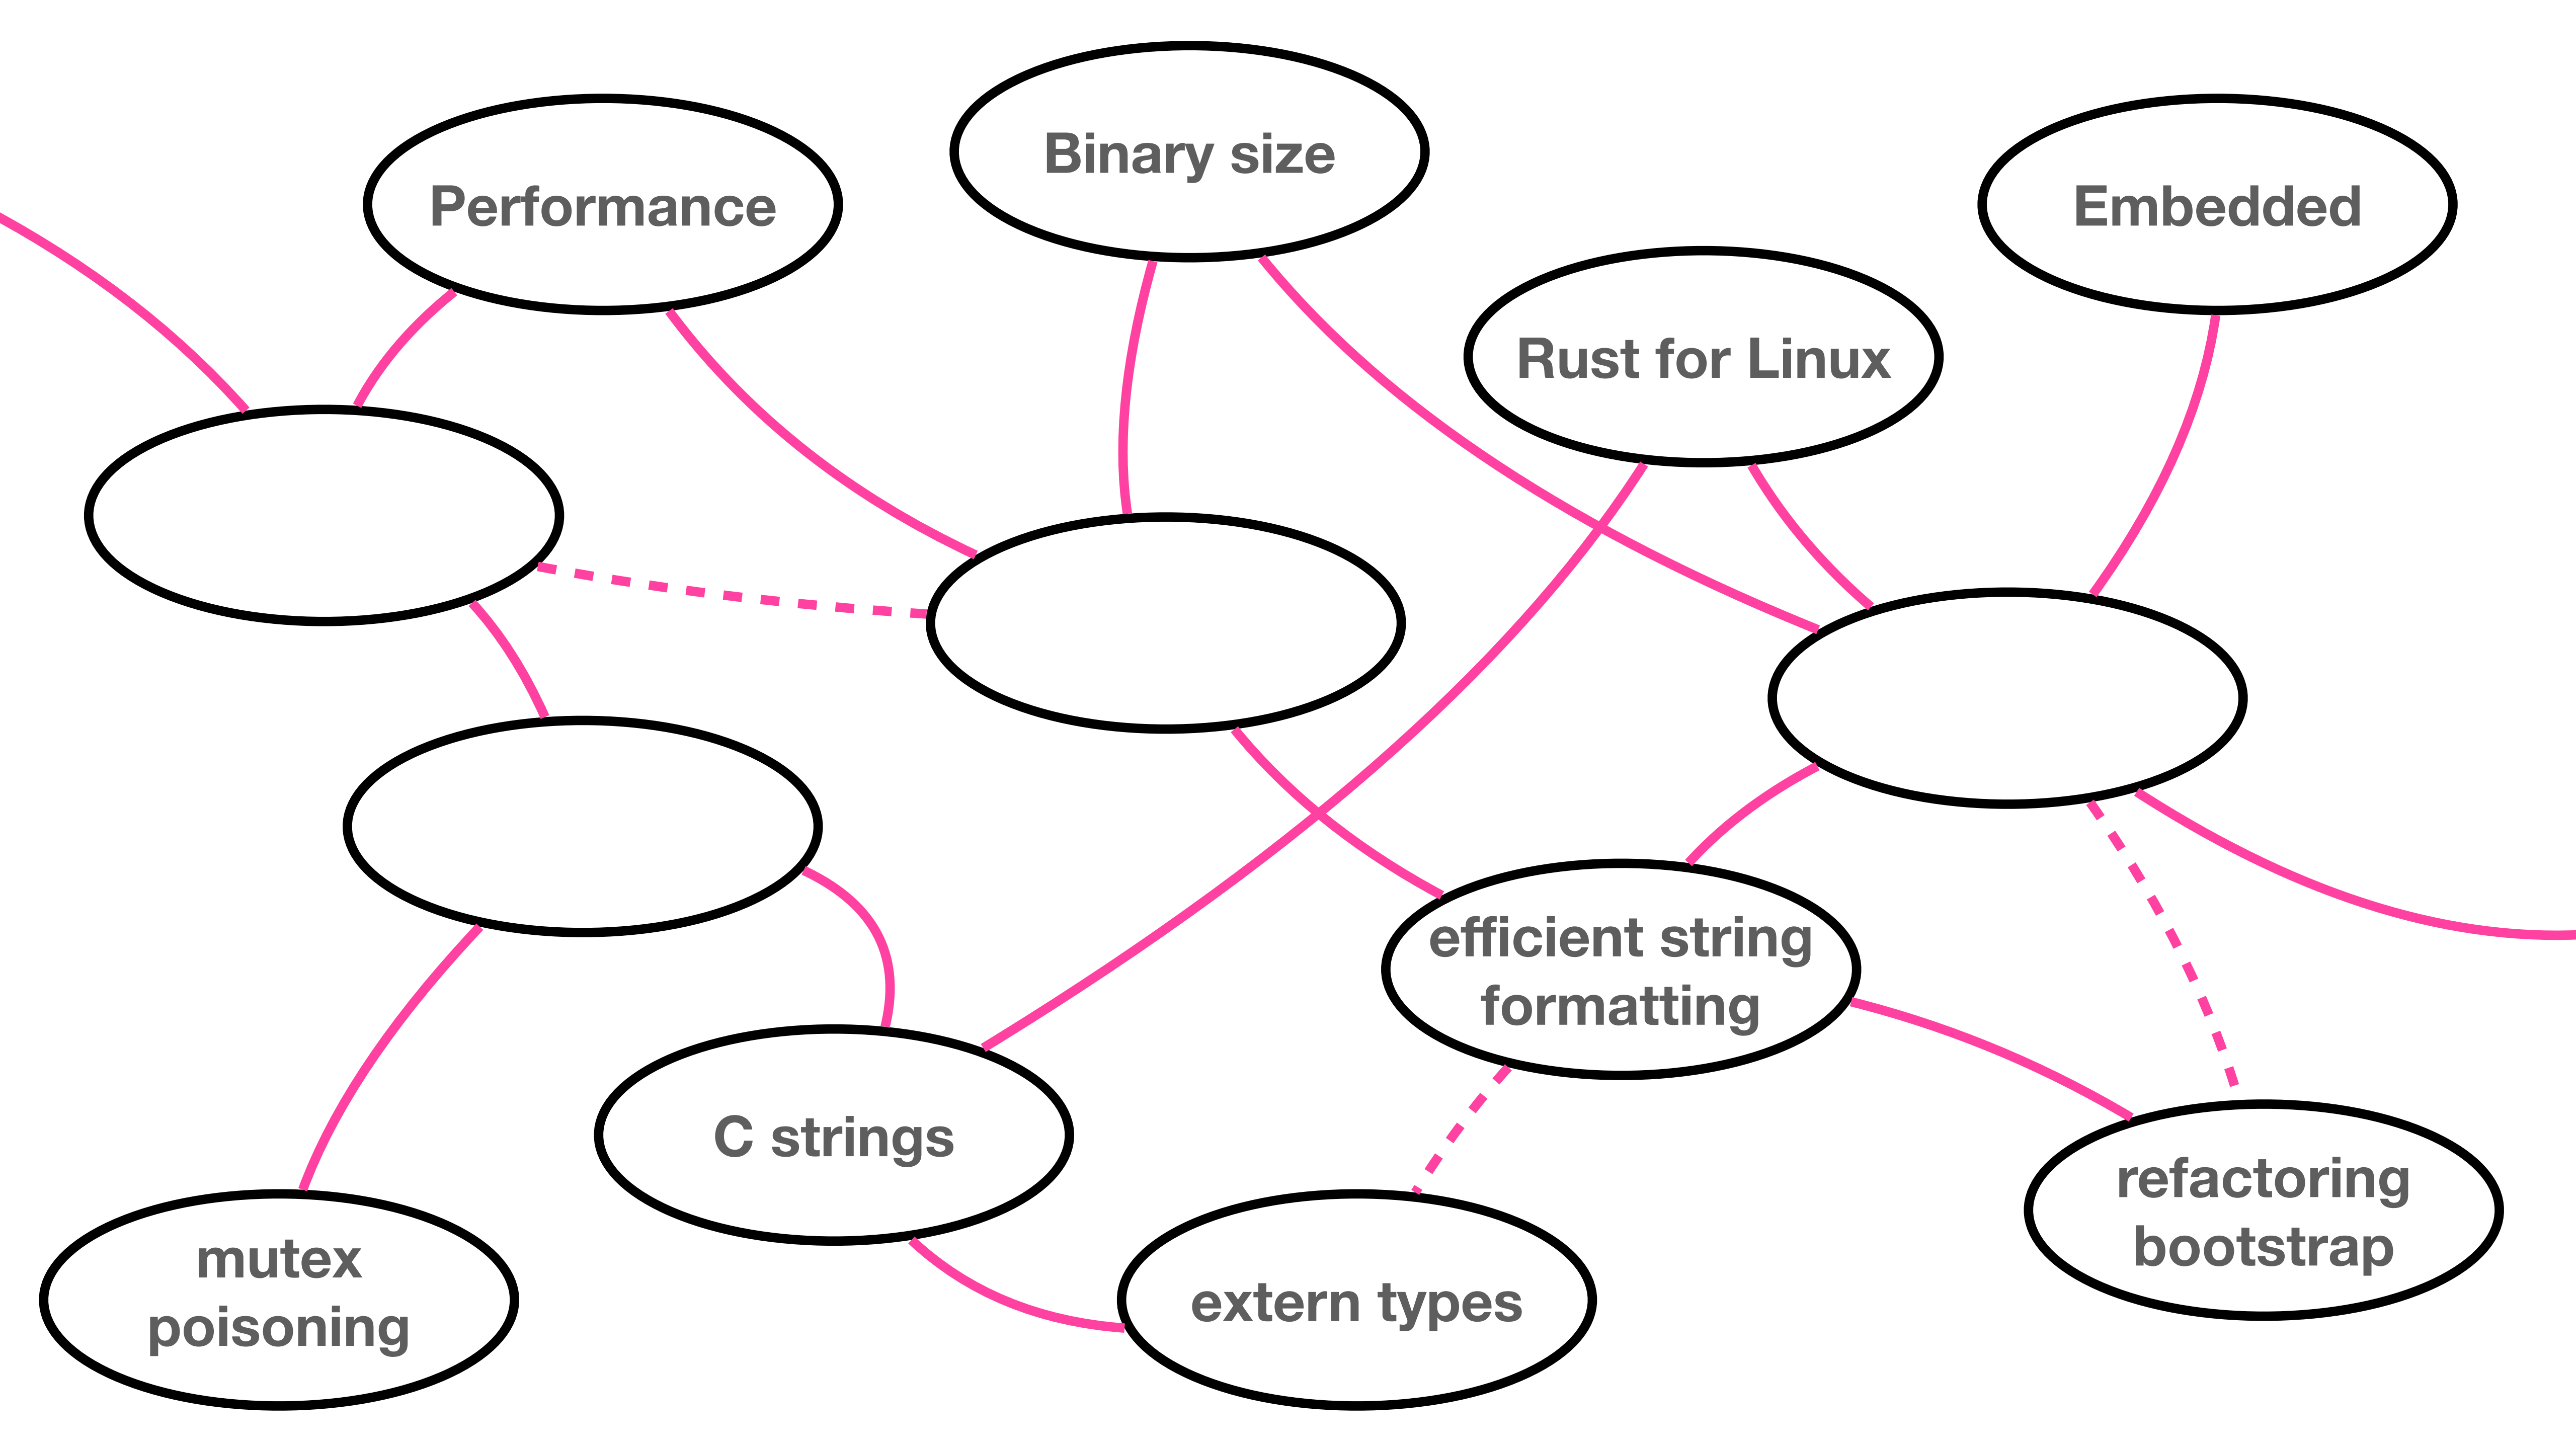 Performance
Binary size
Rust for Linux
Embedded
efficient string
formatting
C strings
mutex
poisoning
extern types
refactoring
bootstrap